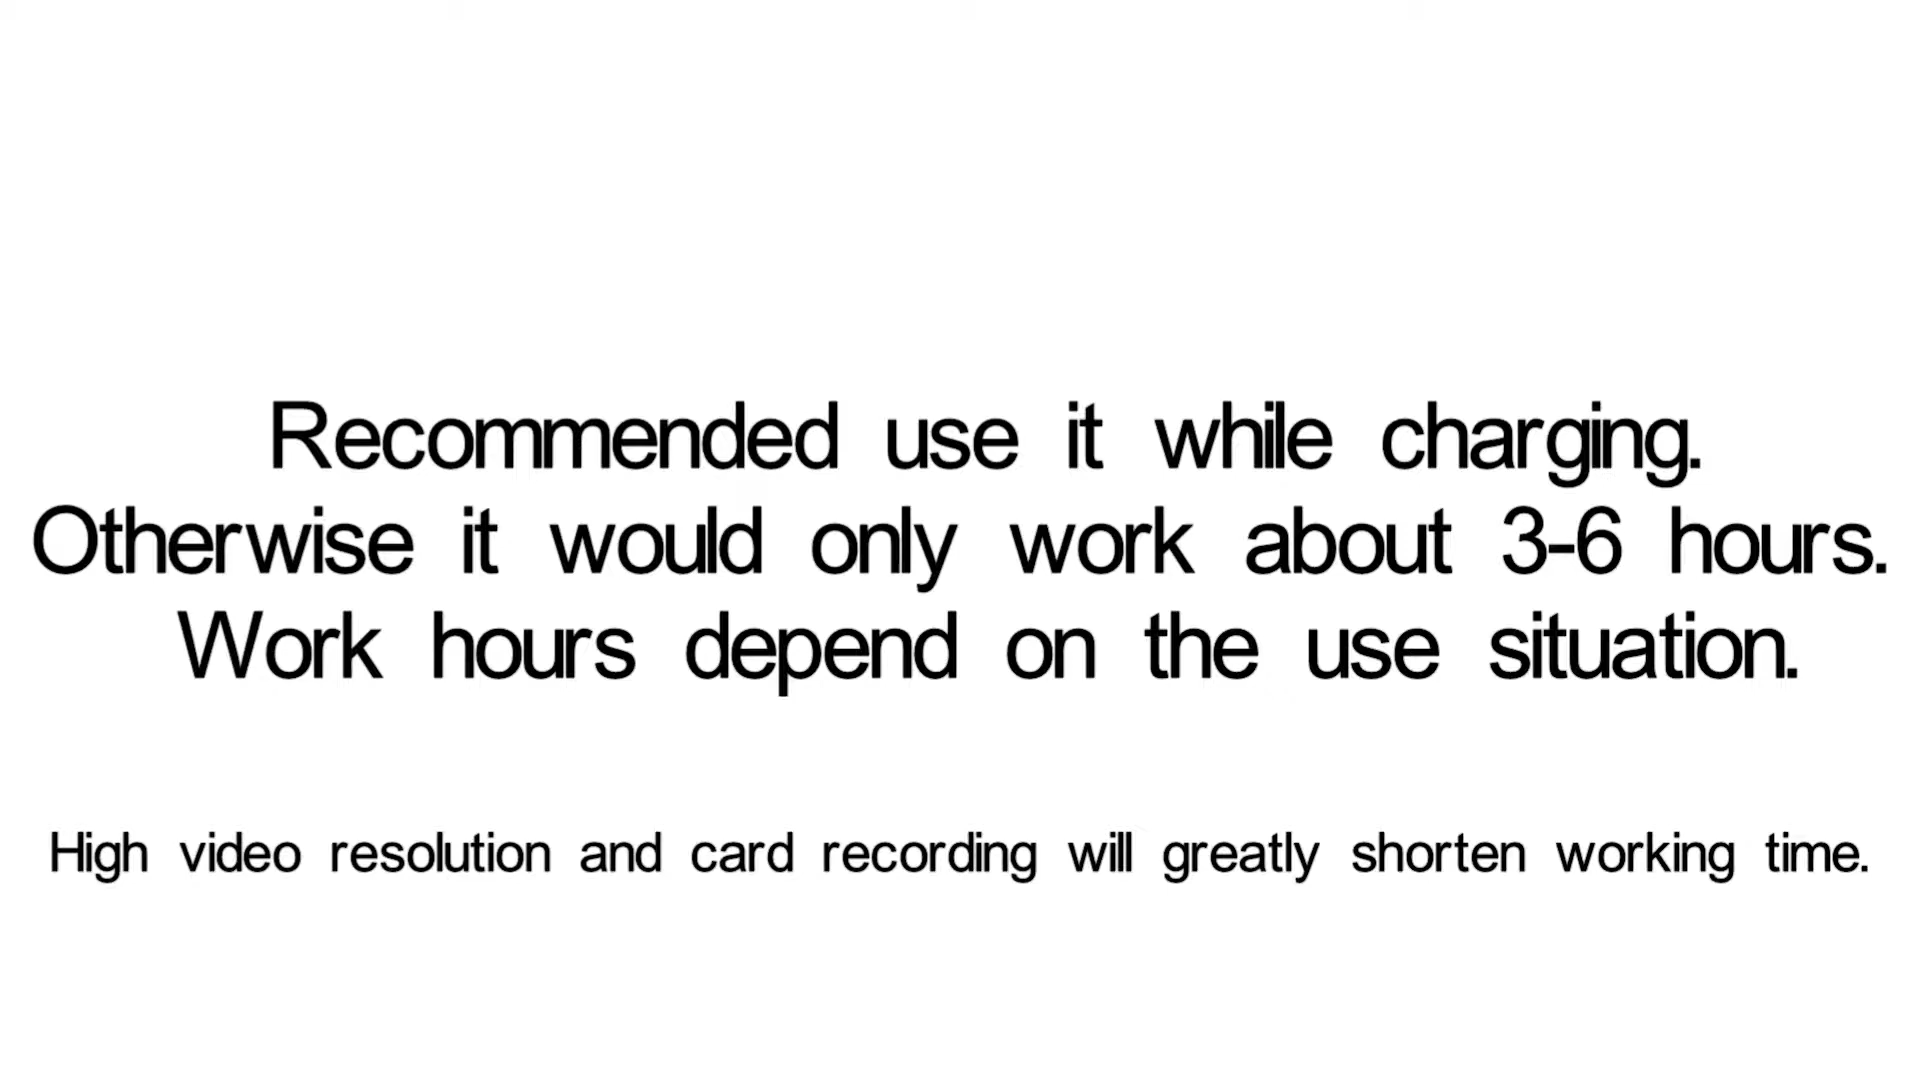 Recommended use it while charging.
Otherwise it would only work about 3-6 hours.
Work hours depend on the use situation.
High video resolution and card recording will greatly shorten working time.